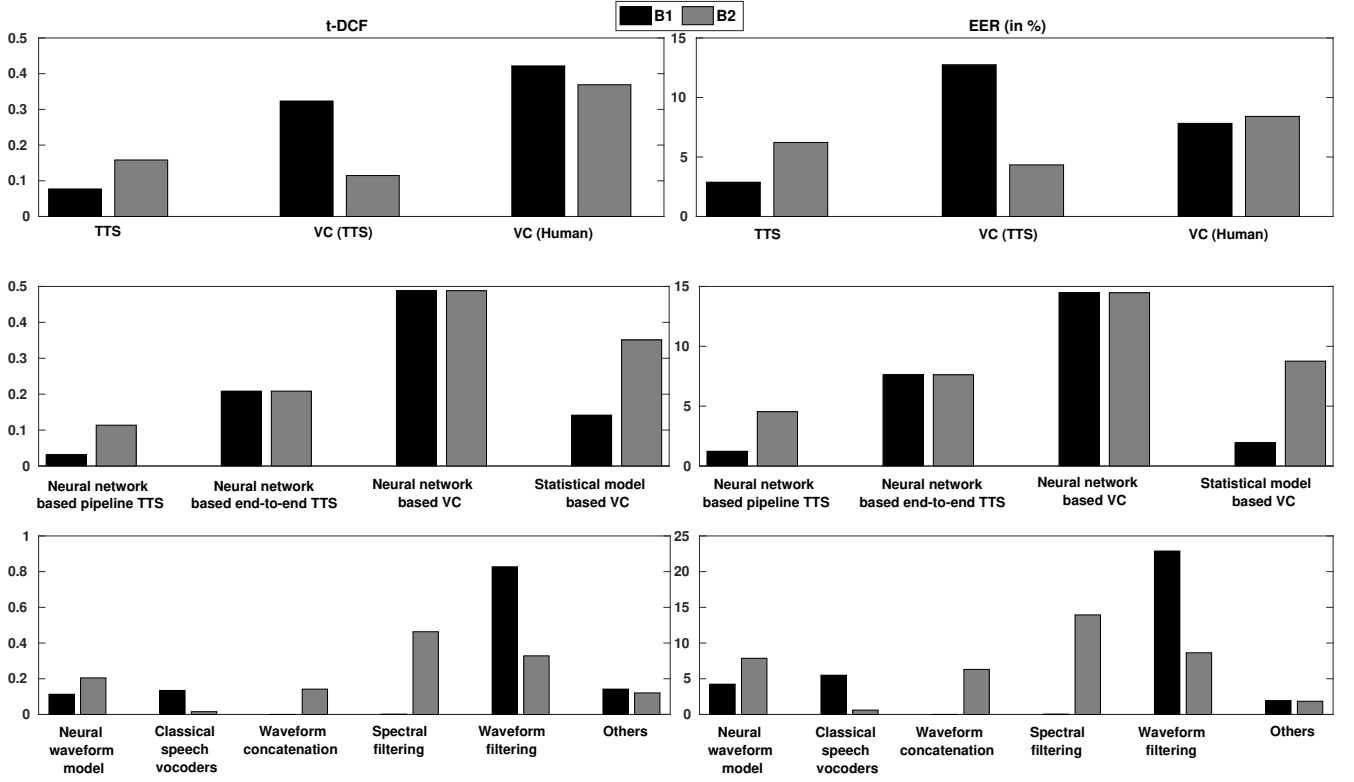 B1 B2
t-DCF
0.5
0.4
0.3
0.2
0.1
0
TTS
VC (TTS)
VC (Human)
EER (in %)
15
10
5
0
TTS
VC (TTS)
VC (Human)
0.5
0.4
0.3
0.2
0.1
0
Neural network
based pipeline TTS
Neural network
based end-to-end TTS
Neural network
based VC
Statistical model
based VC
15
10
5
0
Neural network
based pipeline TTS
Neural network
based end-to-end TTS
Neural network
based VC
Statistical model
based VC
1
0.8
0.6
0.4
0.2
0
Neural
waveform
model
Classical
speech
vocoders
Waveform
concatenation
Spectral
filtering
Waveform
filtering
Others
25
20
15
10
5
0
Neural
waveform
model
Classical
speech
vocoders
Waveform
concatenation
Spectral
filtering
Waveform
filtering
Others